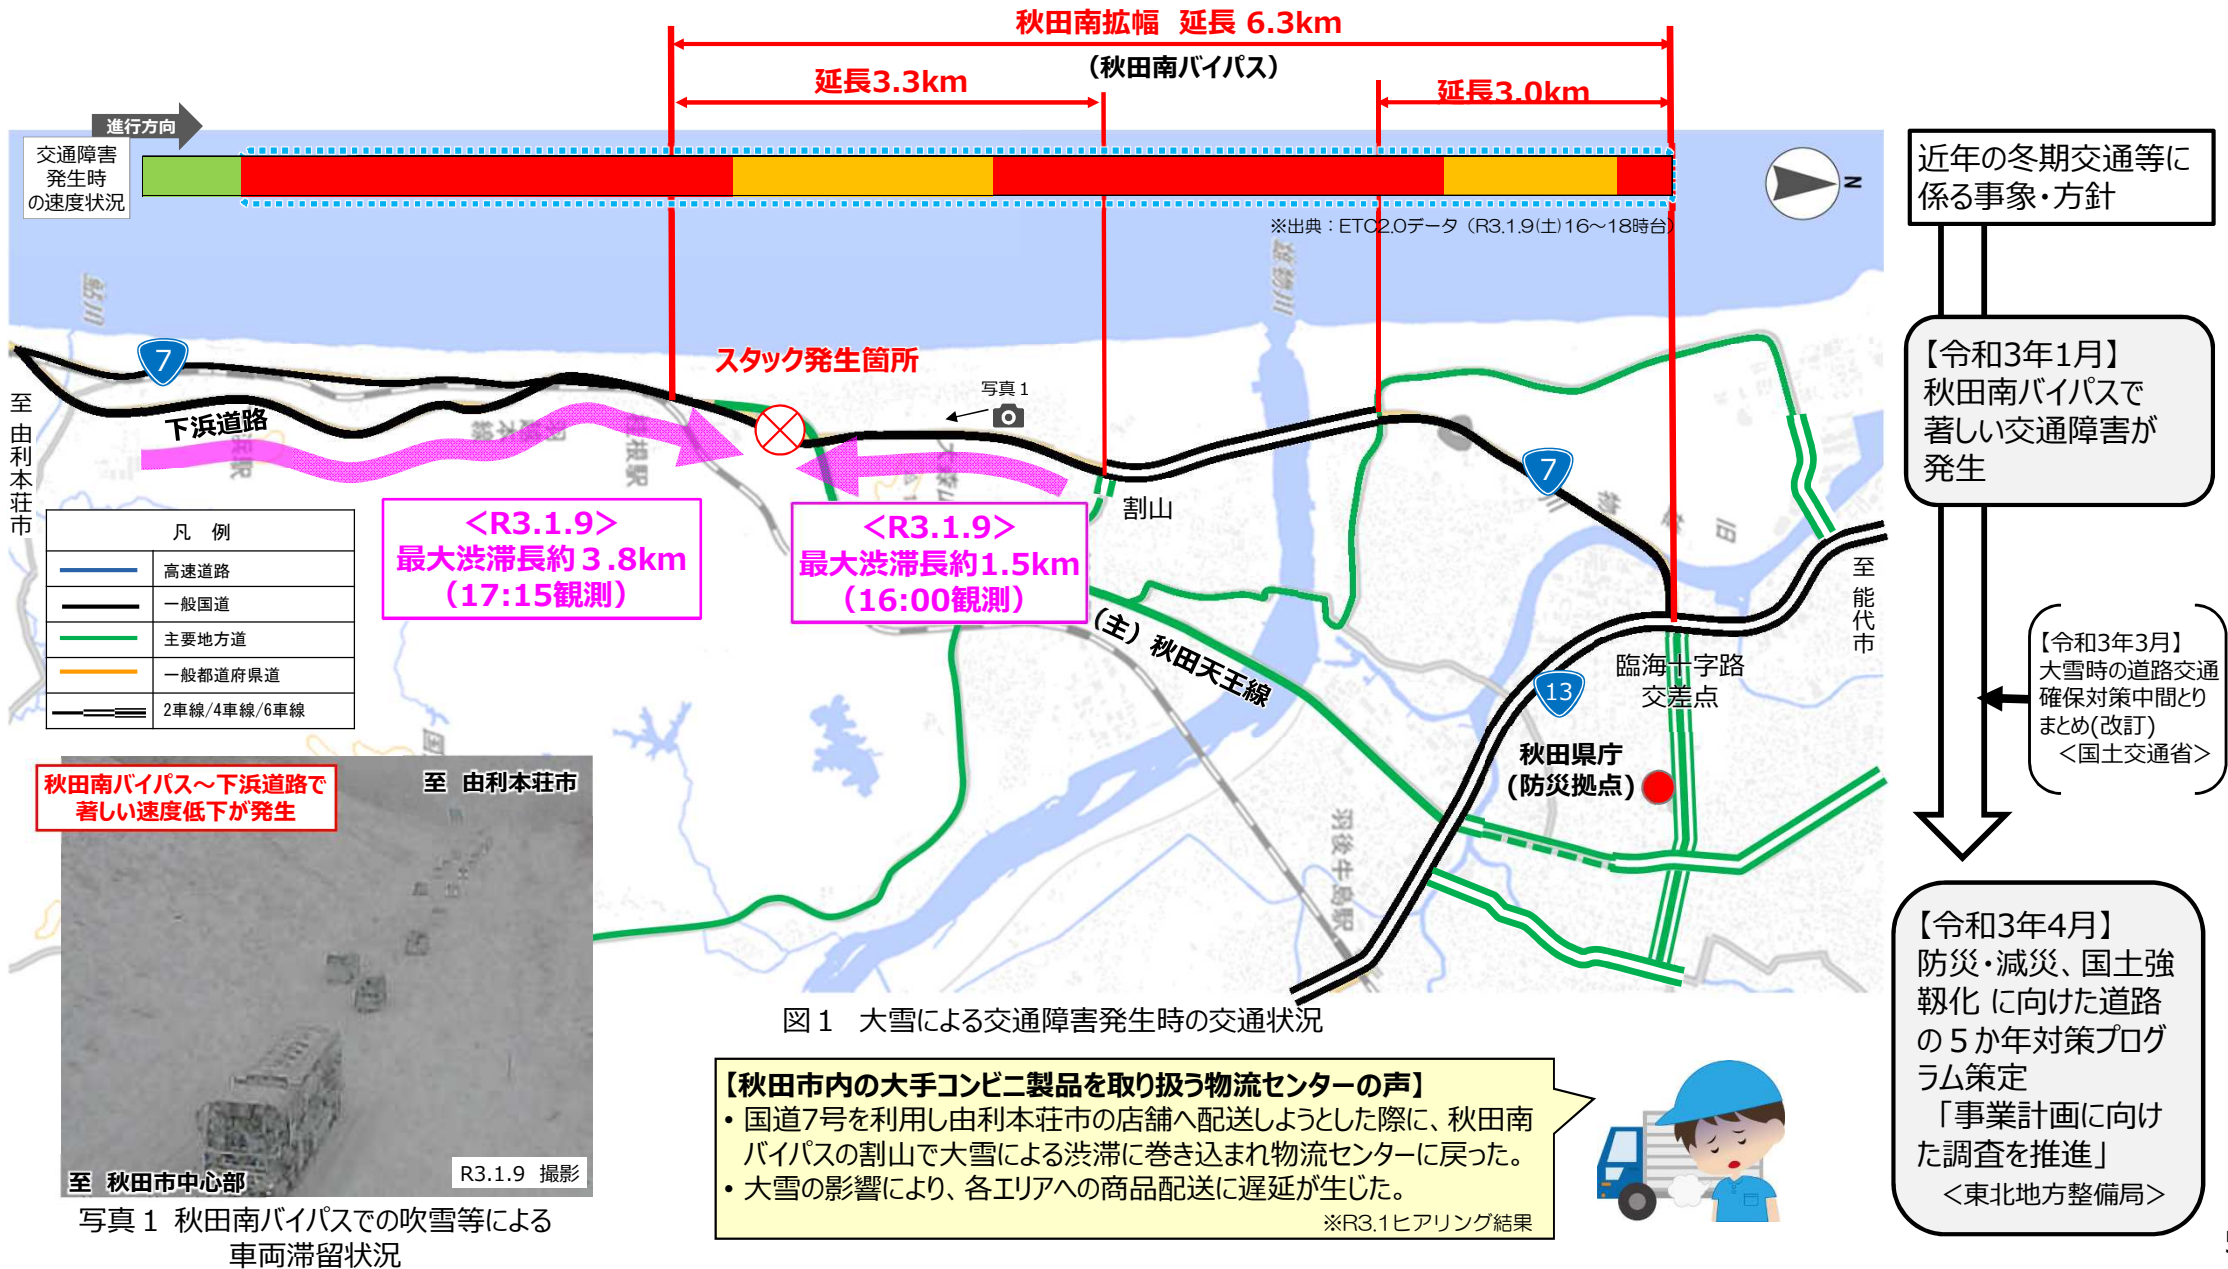 秋田南拡幅 延長 6.3km
(秋田南バイパス)
延長3.3km
延長3.0km
進行方向
交通障害
発生時
の速度状況
N
※出典：ETC2.0データ（R3.1.9(土)16～18時台）
鮎川
雄物川
7
スタック発生箇所
写真1
下浜道路
至 由利本荘市
割山
7
旧
至 能代市
<R3.1.9>
最大渋滞長約3.8km
（17:15観測）
<R3.1.9>
最大渋滞長約1.5km
（16:00観測）
凡 例
高速道路
一般国道
主要地方道
一般都道府県道
2車線/4車線/6車線
（主）秋田天王線
臨海十字路
交差点
13
秋田県庁
(防災拠点)
羽後牛島駅
秋田南バイパス～下浜道路で
著しい速度低下が発生
至 由利本荘市
至 秋田市中心部
R3.1.9 撮影
写真1 秋田南バイパスでの吹雪等による
車両滞留状況
図1 大雪による交通障害発生時の交通状況
【秋田市内の大手コンビニ製品を取り扱う物流センターの声】
・国道7号を利用し由利本荘市の店舗へ配送しようとした際に、秋田南
バイパスの割山で大雪による渋滞に巻き込まれ物流センターに戻った。
・大雪の影響により、各エリアへの商品配送に遅延が生じた。
※R3.1ヒアリング結果
近年の冬期交通等に
係る事象・方針
【令和3年1月】
秋田南バイパスで
著しい交通障害が
発生
【令和3年3月】
大雪時の道路交通
確保対策中間とり
まとめ(改訂)
＜国土交通省＞
【令和3年4月】
防災・減災、国土強
靱化 に向けた道路
の5か年対策プログ
ラム策定
「事業計画に向け
た調査を推進」
＜東北地方整備局＞